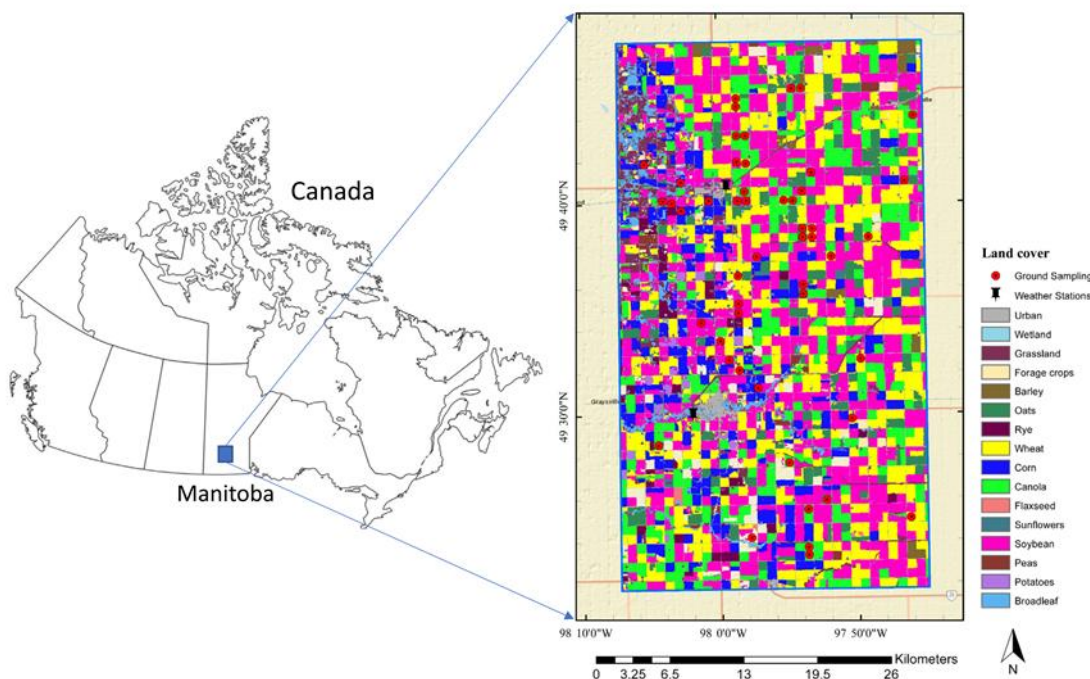 Canada
Manitoba
49 40'0"N
49 30'0"N
98 10'0"W
98 0'0"W
97 50'0"W
Kilometers
0 3.25 6.5 13 19.5 26
N
Land cover
Ground Sampling
Weather Stations
Urban
Wetland
Grassland
Forage crops
Barley
Oats
Rye
Wheat
Corn
Canola
Flaxseed
Sunflowers
Soybean
Peas
Potatoes
Broadleaf